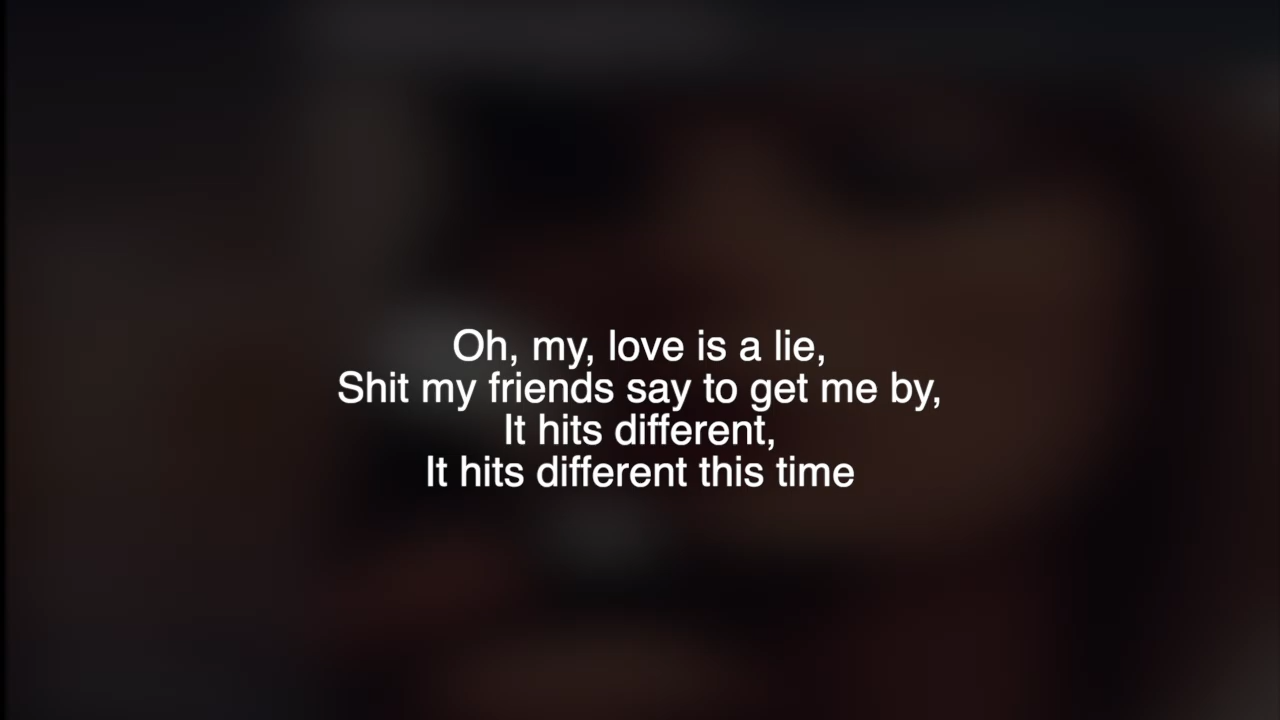 Oh, my, love is a lie,
Shit my friends say to get me by,
It hits different,
It hits different this time